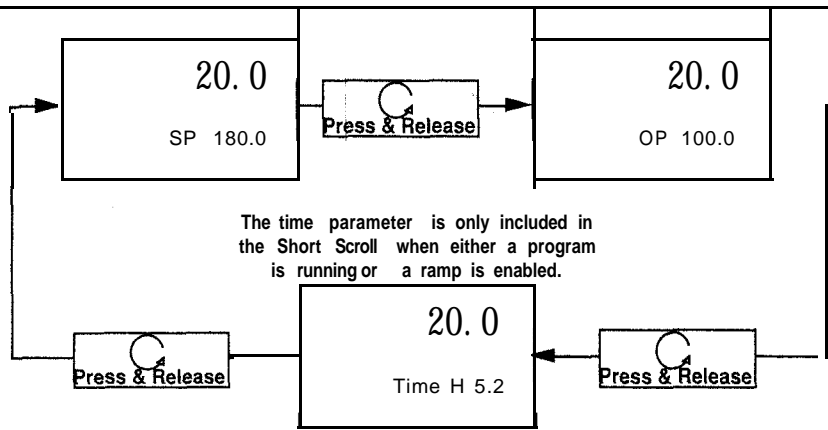 20.0
SP 180.0
Press & Release
20.0
OP 100.0
The time parameter is only included in
the Short Scroll when either a program
is running or a ramp is enabled.
Press & Release
20.0
Time H 5.2
Press & Release